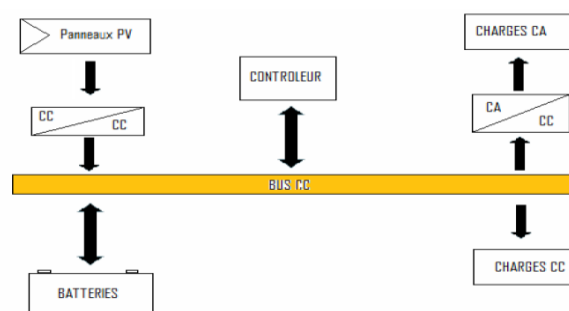 Panneaux PV
CHARGES CA
CONTROLEUR
CC
CC
CA
CC
BUS CC
BATTERIES
CHARGES CC